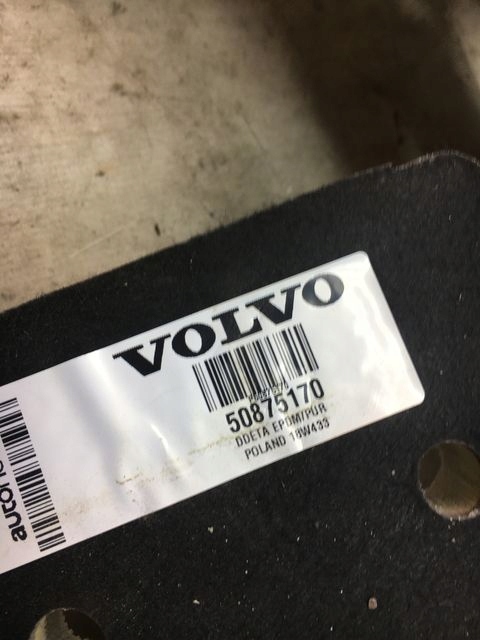 VOLVO
50875170
DDETA EPDM/PUR
POLAND 18W433